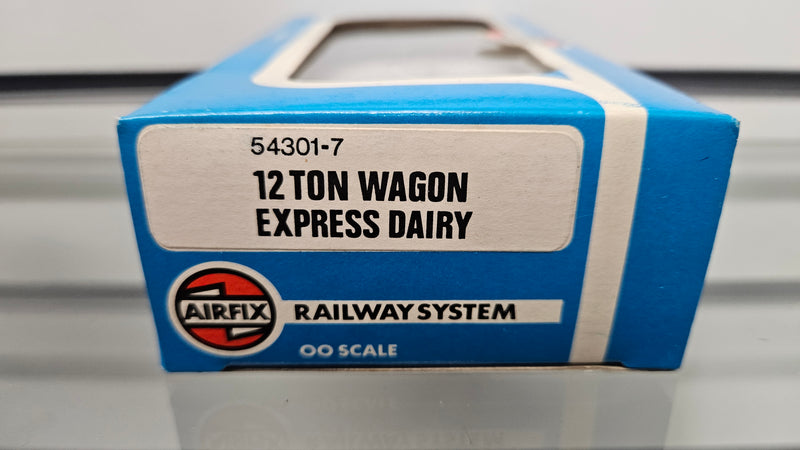 54301-7
12 TON WAGON
EXPRESS DAIRY
AIRFIX
RAILWAY SYSTEM
OO SCALE